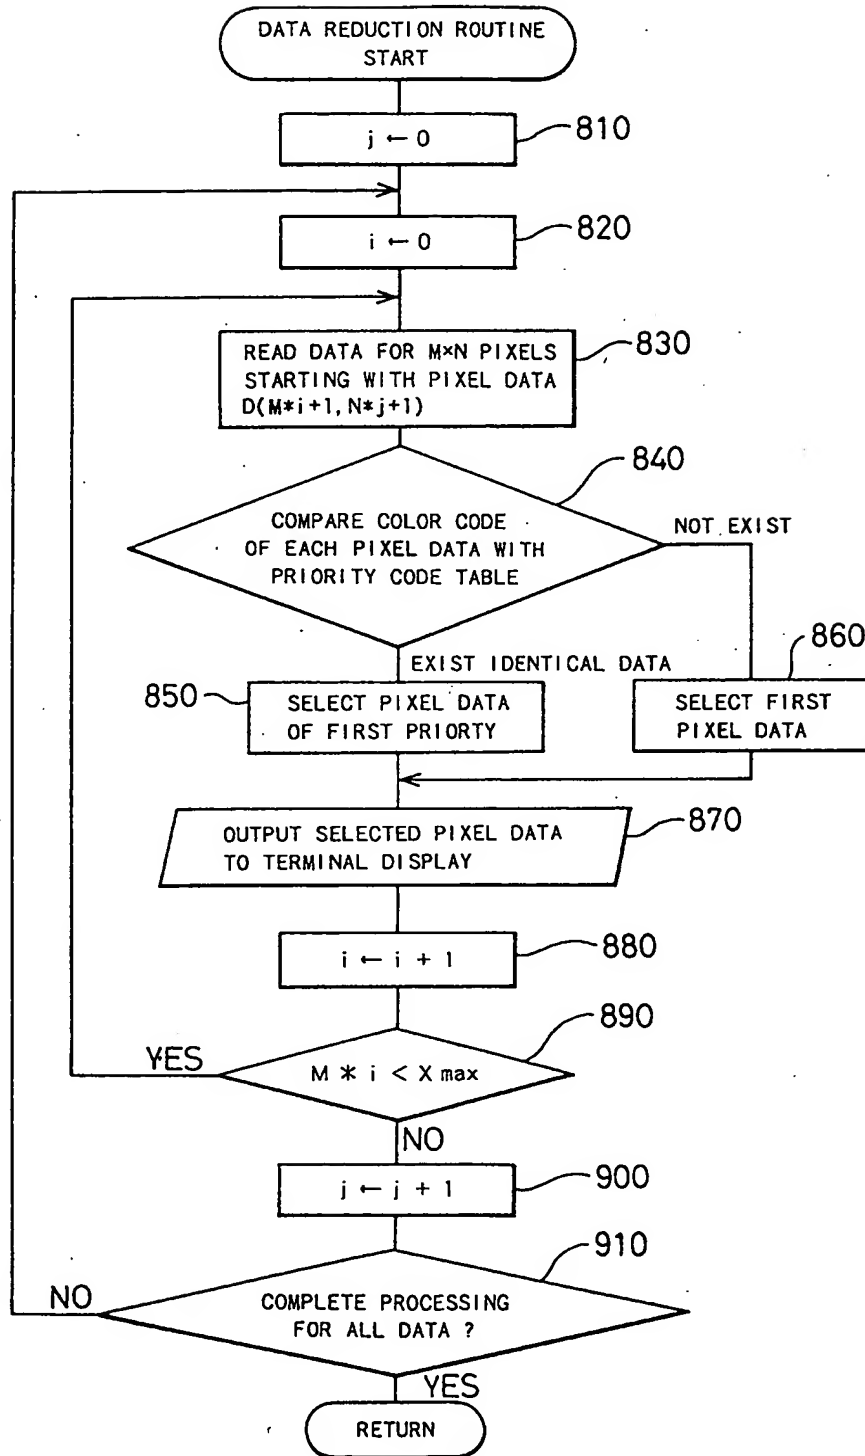 DATA REDUCTION ROUTINE
START
j ← 0
810
i ← 0
820
READ DATA FOR M×N PIXELS
STARTING WITH PIXEL DATA
D(M*i+1, N*j+1)
830
840
COMPARE COLOR CODE
OF EACH PIXEL DATA WITH
PRIORITY CODE TABLE
NOT EXIST
EXIST IDENTICAL DATA
860
850
SELECT PIXEL DATA
OF FIRST PRIORTY
SELECT FIRST
PIXEL DATA
OUTPUT SELECTED PIXEL DATA
TO TERMINAL DISPLAY
870
i ← i + 1
880
890
YES
M * i < X max
NO
j ← j + 1
900
910
NO
COMPLETE PROCESSING
FOR ALL DATA ?
YES
RETURN